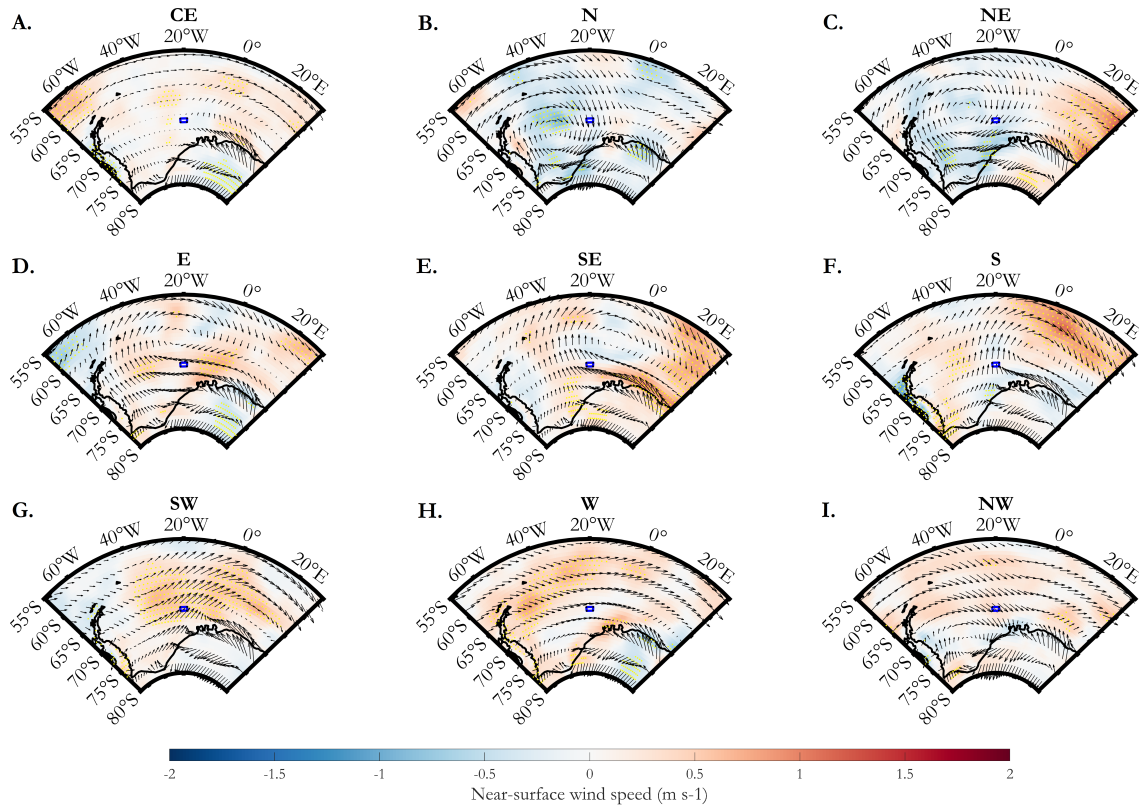 A. CE B. N C. NE
60°W 40°W 20°W 0° 20°E 60°W 40°W 20°W 0° 20°E 60°W 40°W 20°W 0° 20°E
55°S 60°S 65°S 70°S 75°S 80°S 55°S 60°S 65°S 70°S 75°S 80°S 55°S 60°S 65°S 70°S 75°S 80°S
D. E E. SE F. S
60°W 40°W 20°W 0° 20°E 60°W 40°W 20°W 0° 20°E 60°W 40°W 20°W 0° 20°E
55°S 60°S 65°S 70°S 75°S 80°S 55°S 60°S 65°S 70°S 75°S 80°S 55°S 60°S 65°S 70°S 75°S 80°S
G. SW H. W I. NW
60°W 40°W 20°W 0° 20°E 60°W 40°W 20°W 0° 20°E 60°W 40°W 20°W 0° 20°E
55°S 60°S 65°S 70°S 75°S 80°S 55°S 60°S 65°S 70°S 75°S 80°S 55°S 60°S 65°S 70°S 75°S 80°S
-2 -1.5 -1 -0.5 0 0.5 1 1.5 2
Near-surface wind speed (m s-1)